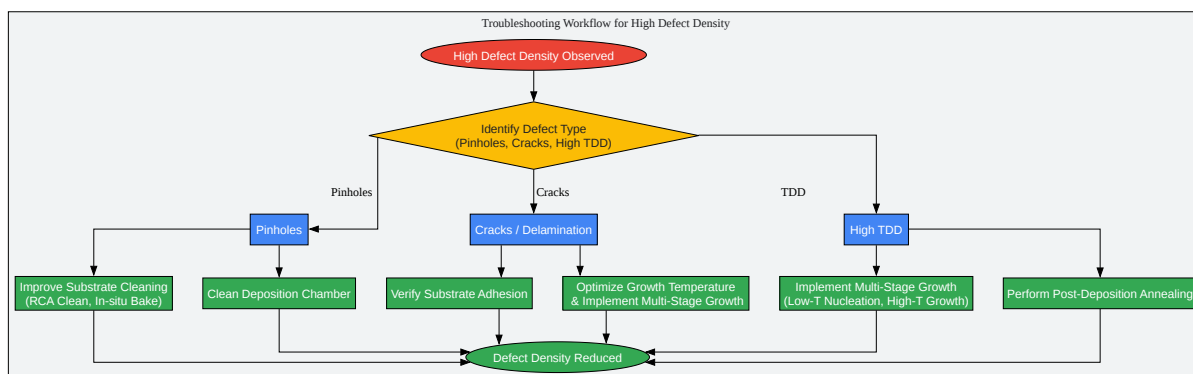 Troubleshooting Workflow for High Defect Density
High Defect Density Observed
Identify Defect Type
(Pinholes, Cracks, High TDD)
Pinholes
Cracks
TDD
Pinholes
Cracks / Delamination
High TDD
Improve Substrate Cleaning
(RCA Clean, In-situ Bake)
Clean Deposition Chamber
Verify Substrate Adhesion
Optimize Growth Temperature
& Implement Multi-Stage Growth
Implement Multi-Stage Growth
(Low-T Nucleation, High-T Growth)
Perform Post-Deposition Annealing
Defect Density Reduced